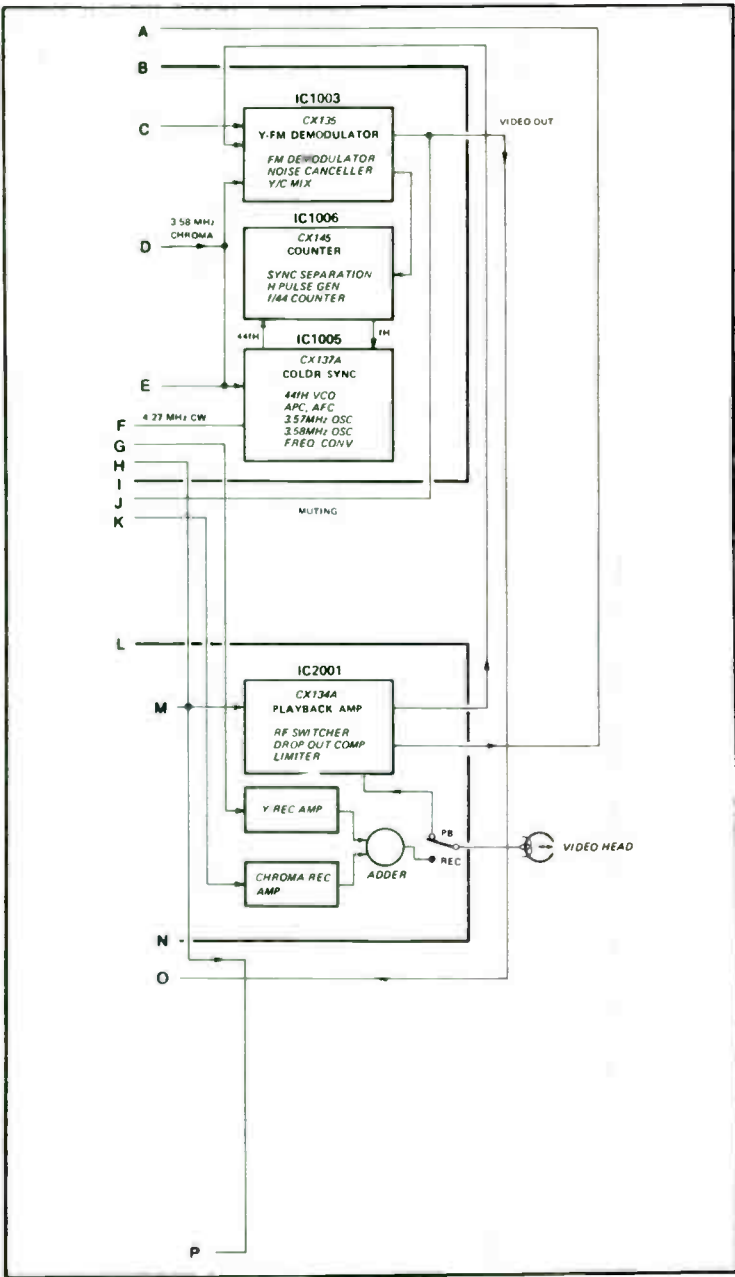 A
B
IC1003
C
CX135
Y-FM DEMODULATOR
VIDEO OUT
FM DEMODULATOR
NOISE CANCELLER
Y/C MIX
3.58 MHz
CHROMA
D
IC1006
CX145
COUNTER
SYNC SEPARATION
H PULSE GEN
1/44 COUNTER
44fH
fH
IC1005
E
CX137A
COLOR SYNC
44fH VCO
APC, AFC
3.57MHz OSC
3.58MHz OSC
FREQ. CONV
F
4.27 MHz CW
G
H
I
J
MUTING
K
L
IC2001
M
CX134A
PLAYBACK AMP
RF SWITCHER
DROP OUT COMP
LIMITER
Y REC AMP
PB
VIDEO HEAD
REC
ADDER
CHROMA REC
AMP
N
O
P